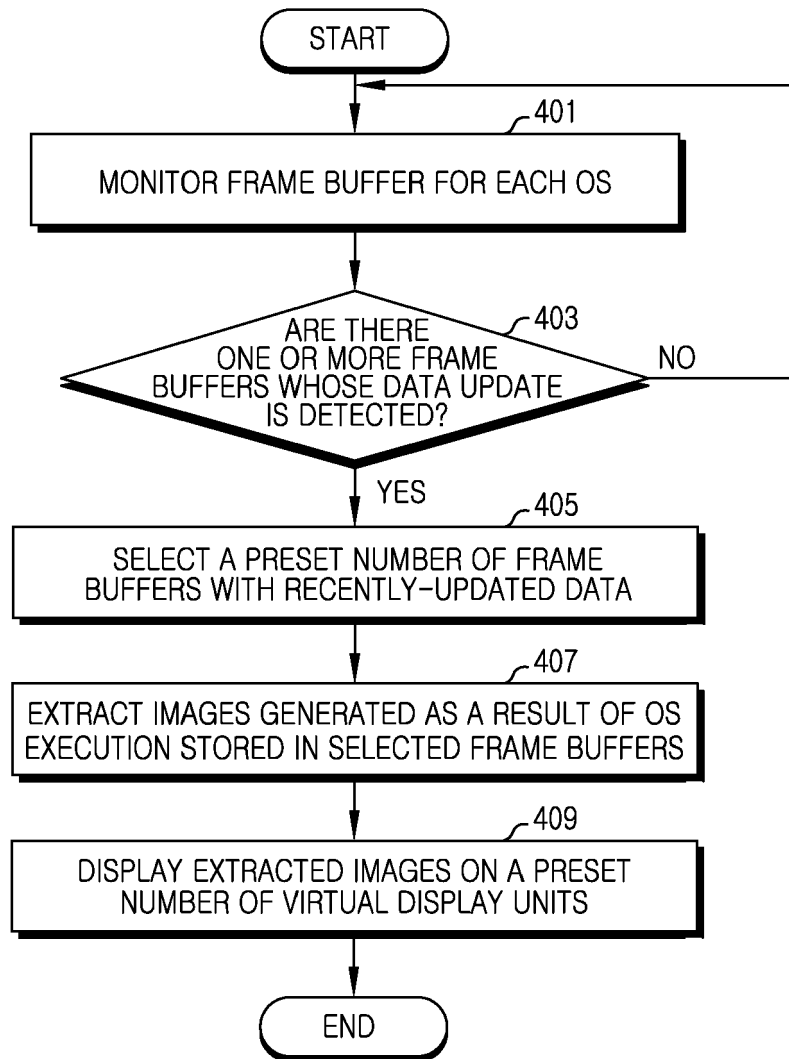 START
401
MONITOR FRAME BUFFER FOR EACH OS
403
ARE THERE
ONE OR MORE FRAME
BUFFERS WHOSE DATA UPDATE
IS DETECTED?
NO
YES
405
SELECT A PRESET NUMBER OF FRAME
BUFFERS WITH RECENTLY-UPDATED DATA
407
EXTRACT IMAGES GENERATED AS A RESULT OF OS
EXECUTION STORED IN SELECTED FRAME BUFFERS
409
DISPLAY EXTRACTED IMAGES ON A PRESET
NUMBER OF VIRTUAL DISPLAY UNITS
END